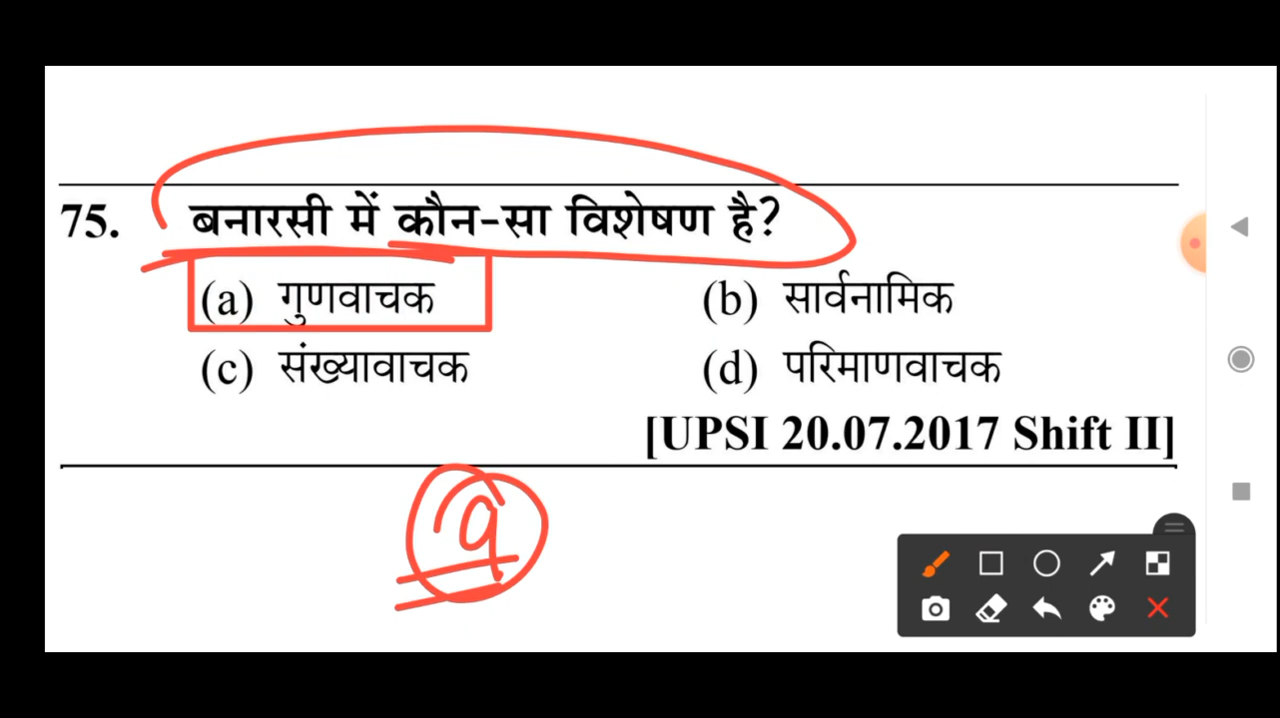 75. बनारसी में कौन-सा विशेषण है?
(a) गुणवाचक (b) सार्वनामिक
(c) संख्यावाचक (d) परिमाणवाचक
[UPSI 20.07.2017 Shift II]
a